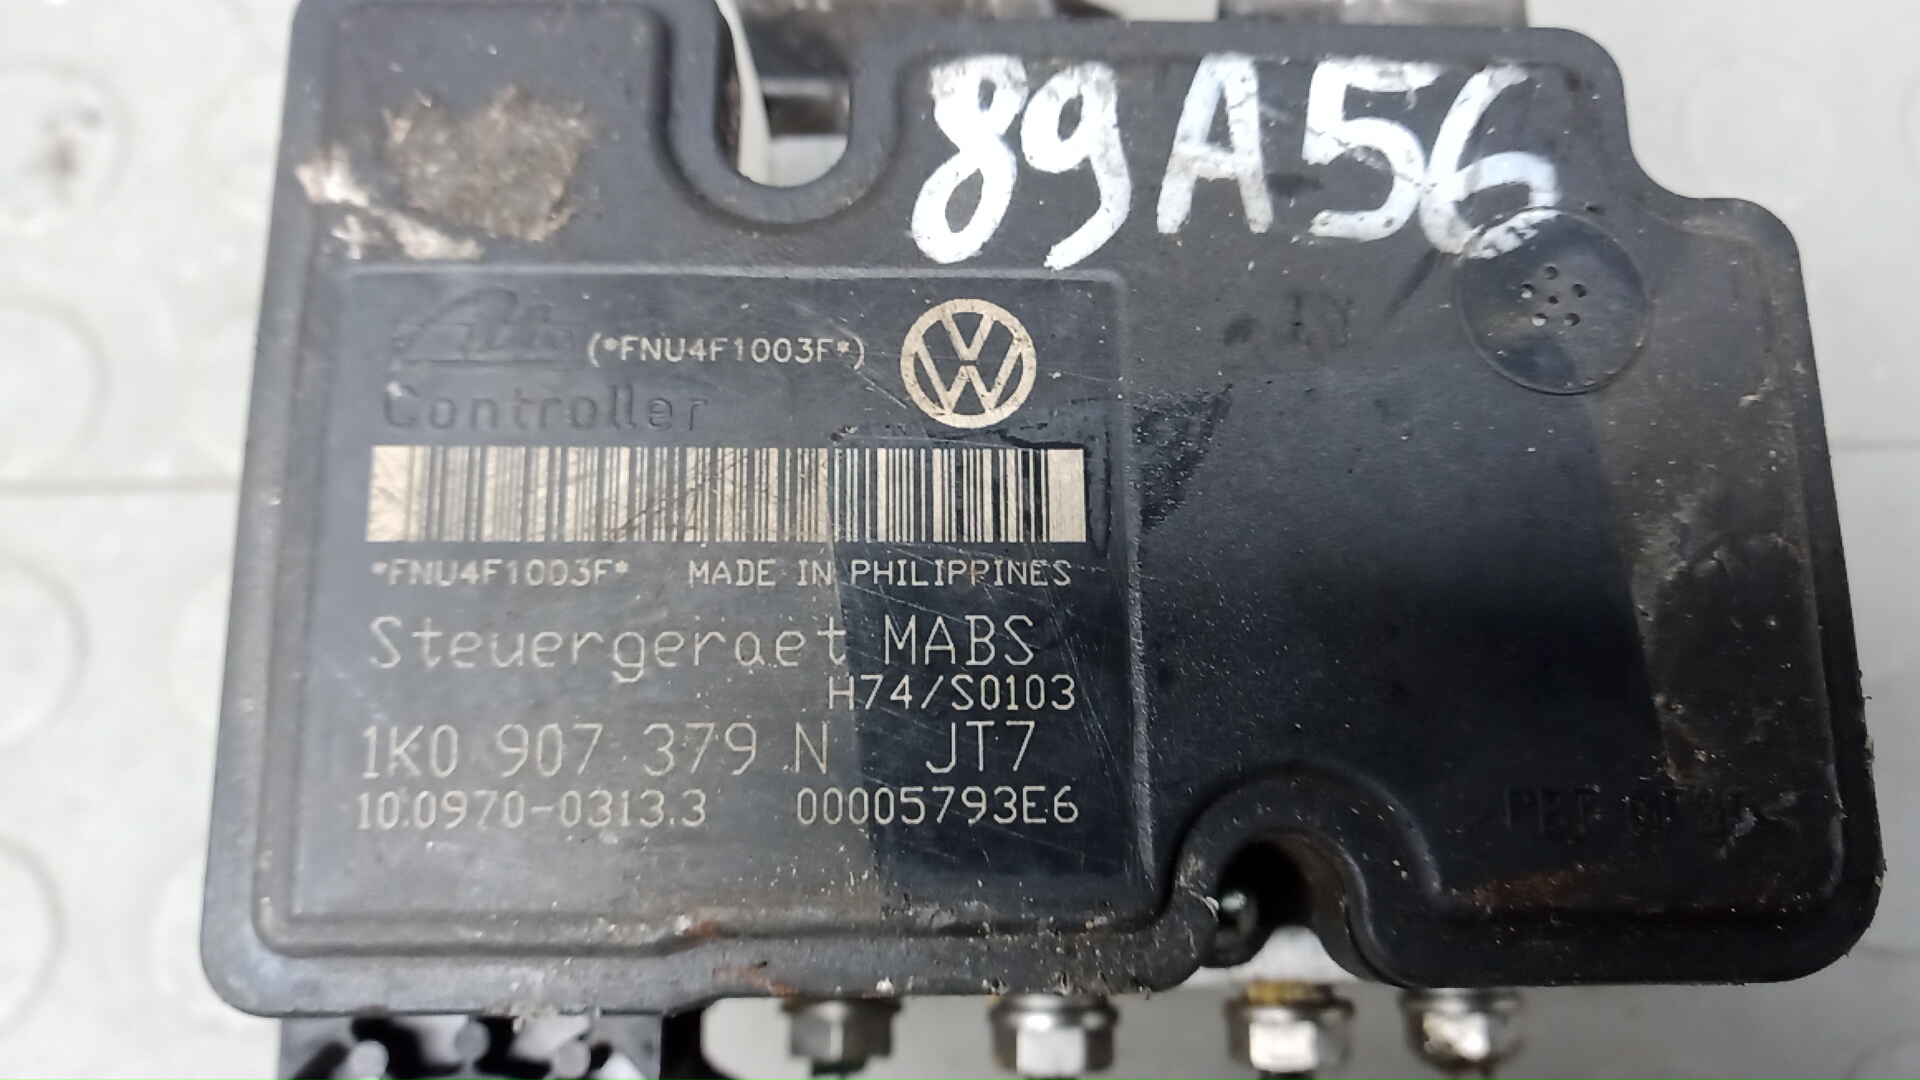 89A56
Ate (*FNU4F1003F*)
Controller
*FNU4F1003F* MADE IN PHILIPPINES
Steuergeraet MABS
H74/S0103
1K0 907 379 N JT7
10.0970-0313.3 00005793E6